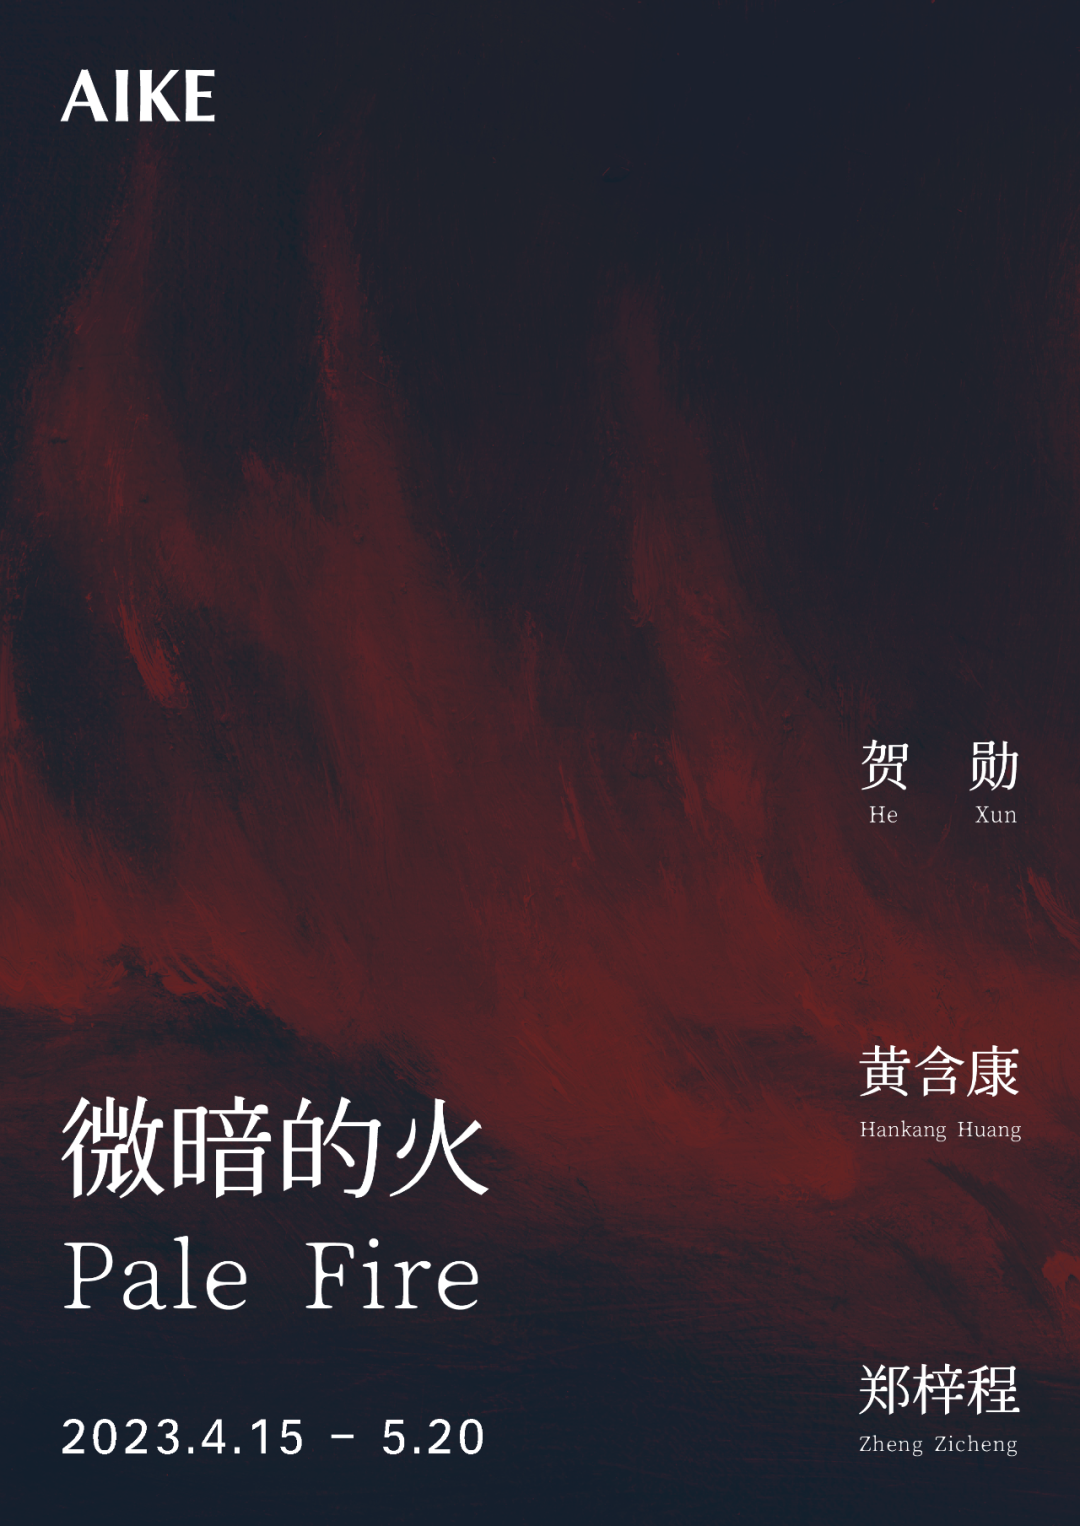 AIKE
贺 勋
He Xun
黄含康
Hankang Huang
微暗的火
Pale Fire
郑梓程
Zheng Zicheng
2023.4.15 – 5.20